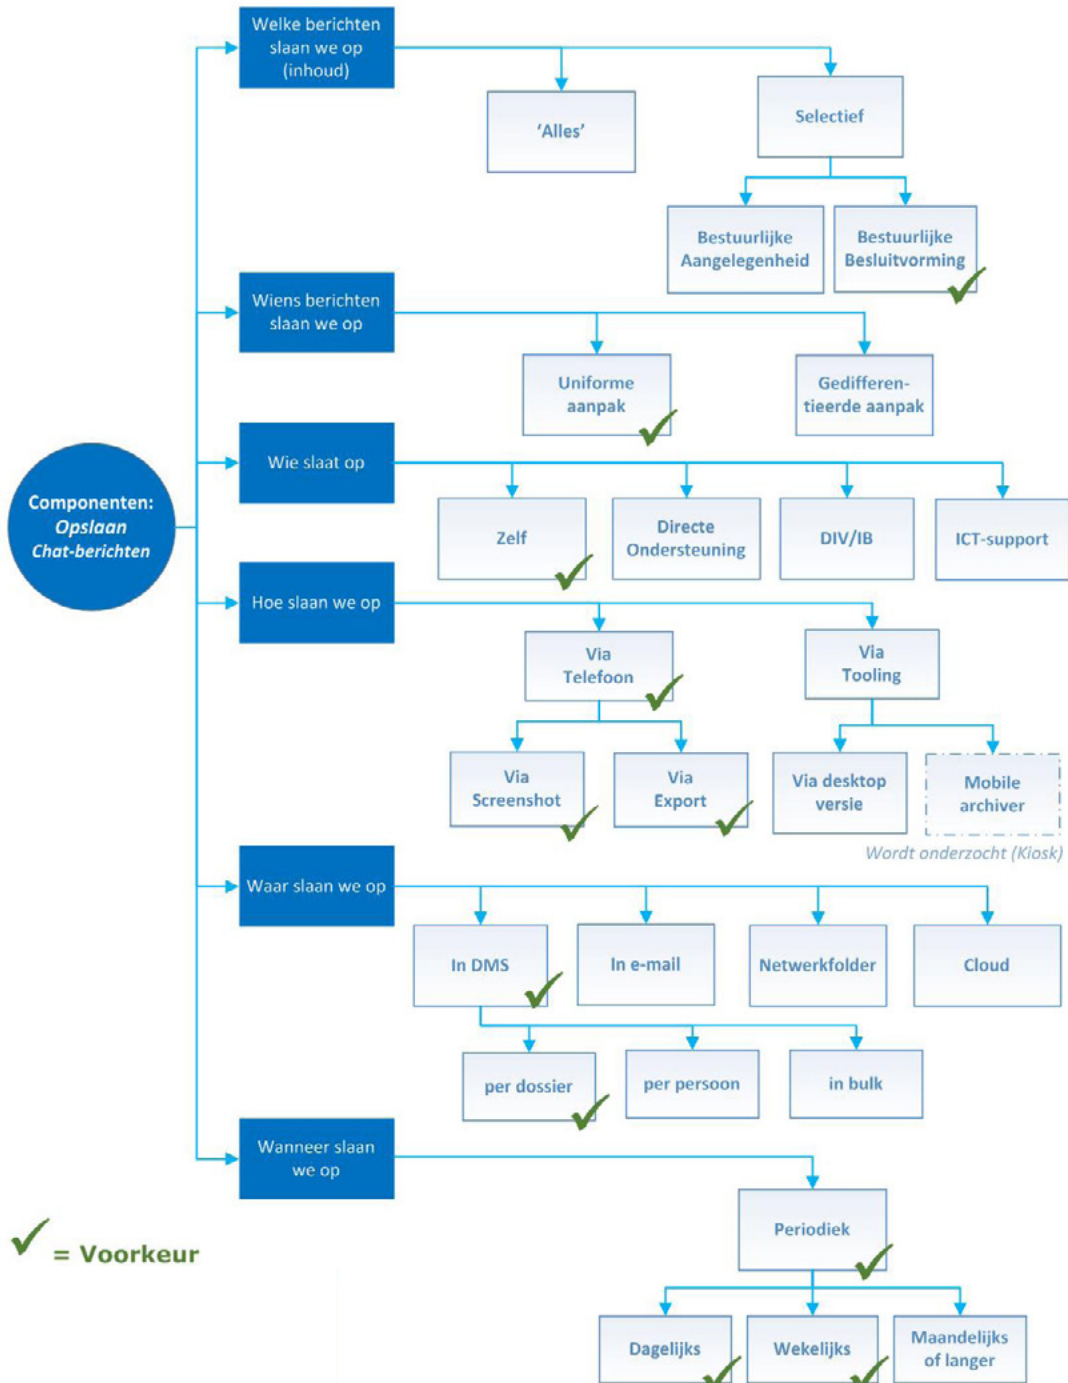 Welke berichten
slaan we op
(inhoud)
‘Alles’
Selectief
Bestuurlijke
Aangelegenheid
Bestuurlijke
Besluitvorming
Wiens berichten
slaan we op
Uniforme
aanpak
Gedifferen-
tieerde aanpak
Componenten:
Opslaan
Chat-berichten
Wie slaat op
Zelf
Directe
Ondersteuning
DIV/IB
ICT-support
Hoe slaan we op
Via
Telefoon
Via
Tooling
Via
Screenshot
Via
Export
Via desktop
versie
Mobile
archiver
Wordt onderzocht (Kiosk)
Waar slaan we op
In DMS
In e-mail
Netwerkfolder
Cloud
per dossier
per persoon
in bulk
Wanneer slaan
we op
Periodiek
= Voorkeur
Dagelijks
Wekelijks
Maandelijks
of langer